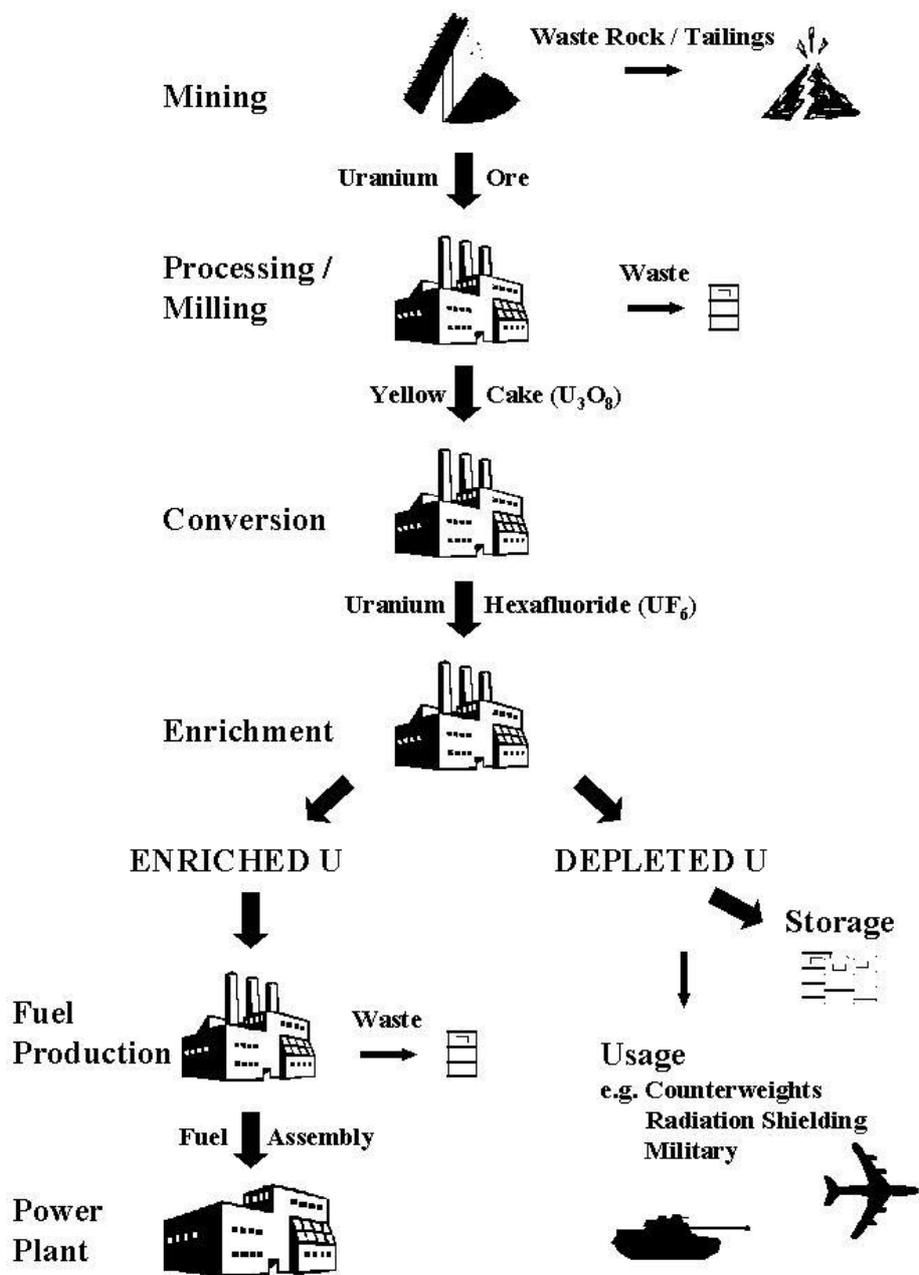 Waste Rock / Tailings
Mining
Uranium Ore
Processing /
Milling
Waste
Yellow Cake (U₃O₈)
Conversion
Uranium Hexafluoride (UF₆)
Enrichment
ENRICHED U
DEPLETED U
Storage
Fuel
Production
Waste
Usage
e.g. Counterweights
Radiation Shielding
Military
Fuel Assembly
Power
Plant